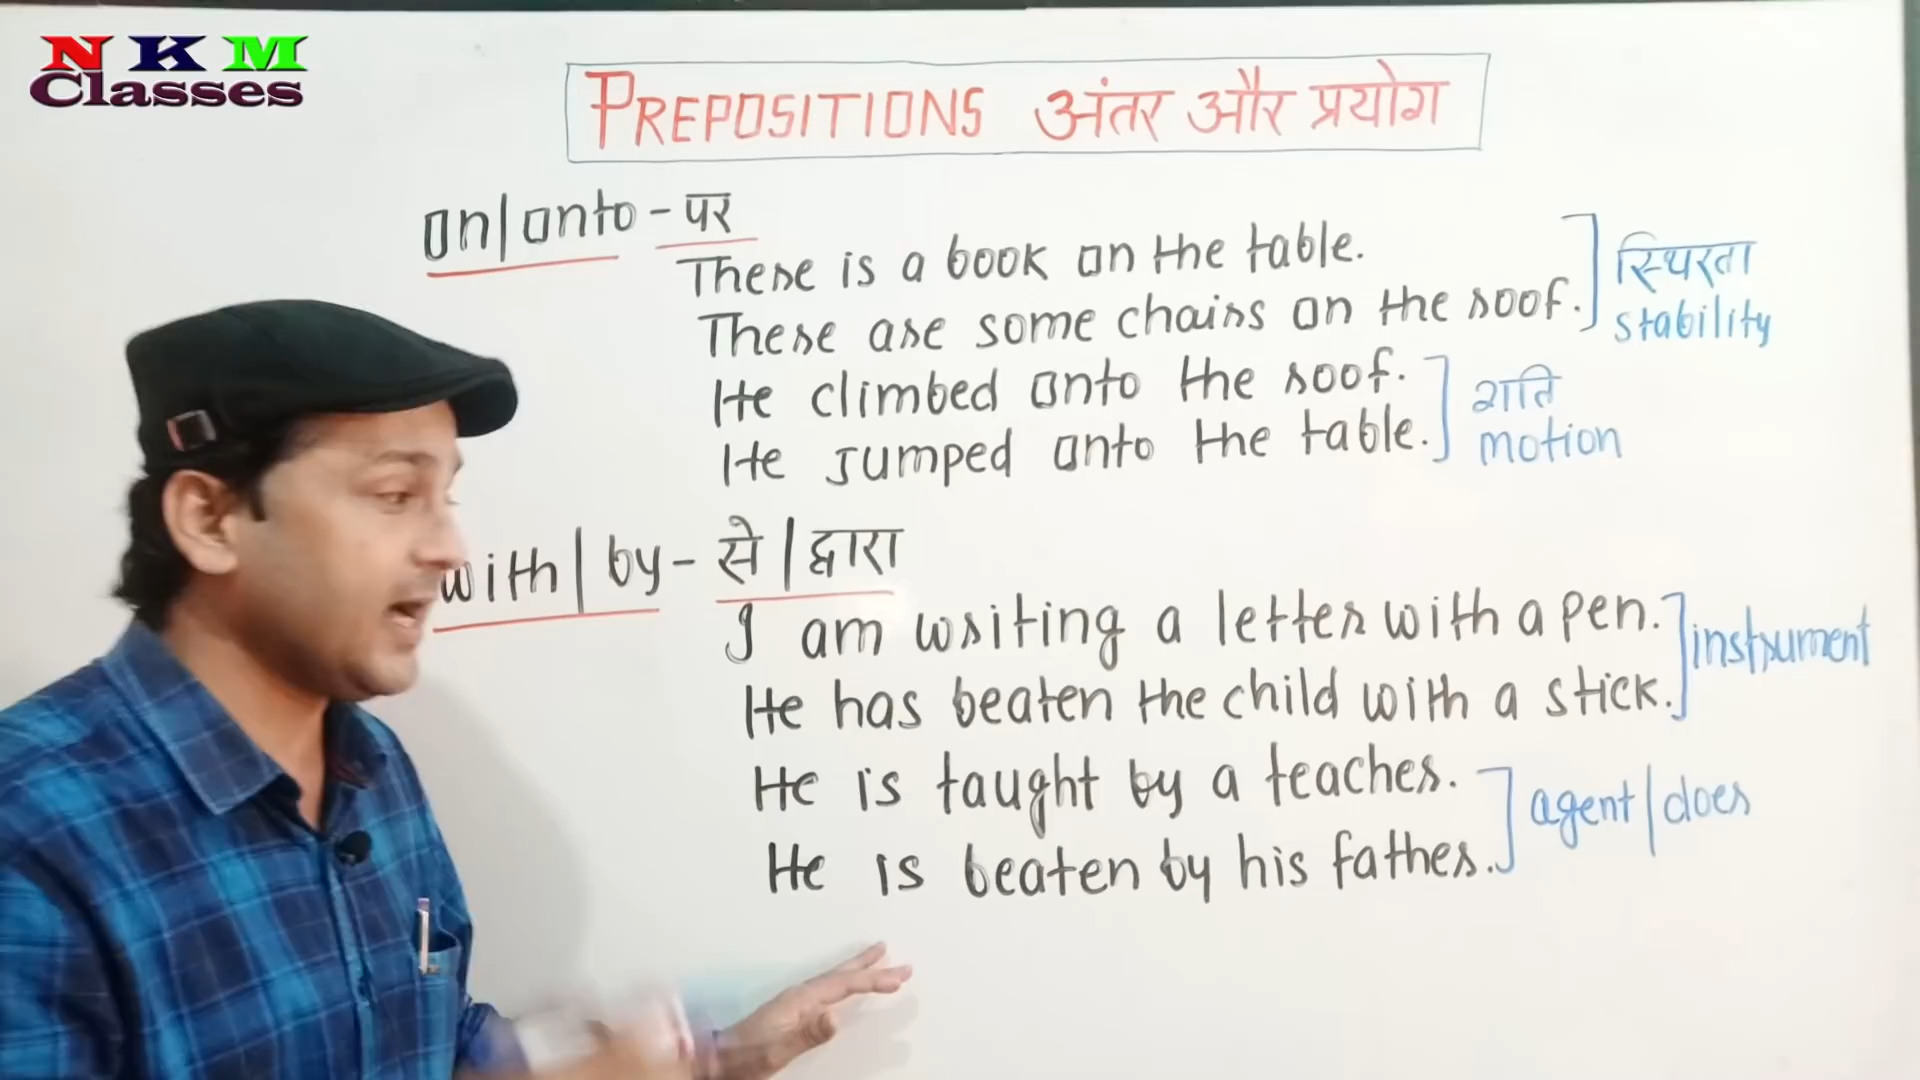 NKM
Classes
PREPOSITIONS अंतर और प्रयोग
on|onto - पर
There is a book on the table.
There are some chairs on the roof.
स्थिरता
stability
He climbed onto the roof.
He jumped onto the table.
गति
motion
with|by - से|द्वारा
I am writing a letter with a pen.
He has beaten the child with a stick.
instrument
He is taught by a teacher.
He is beaten by his father.
agent|doer